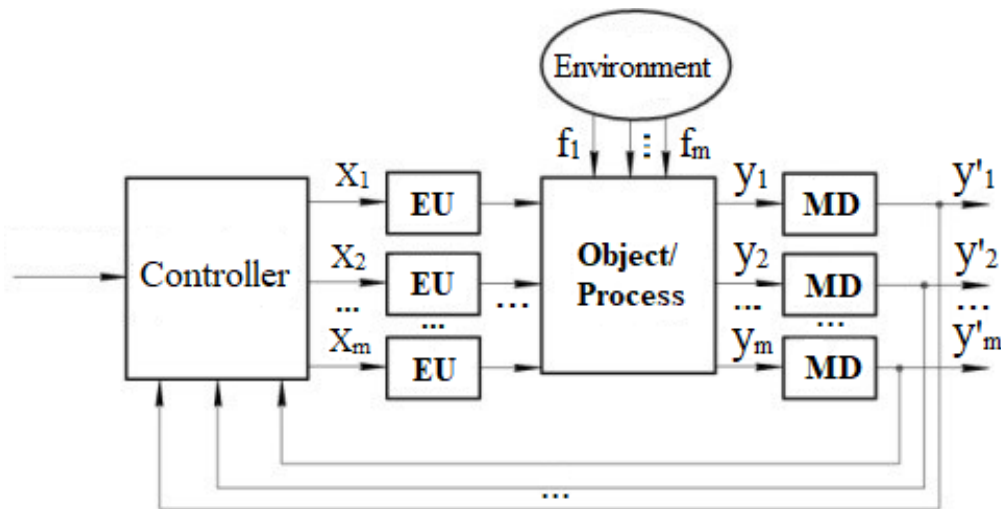 Environment
f1 ⋮ fm
x1 EU y1 MD y'1
Controller
x2 EU Object/ y2 MD y'2
... ... ... Process ... ... ...
xm EU ym MD y'm
...